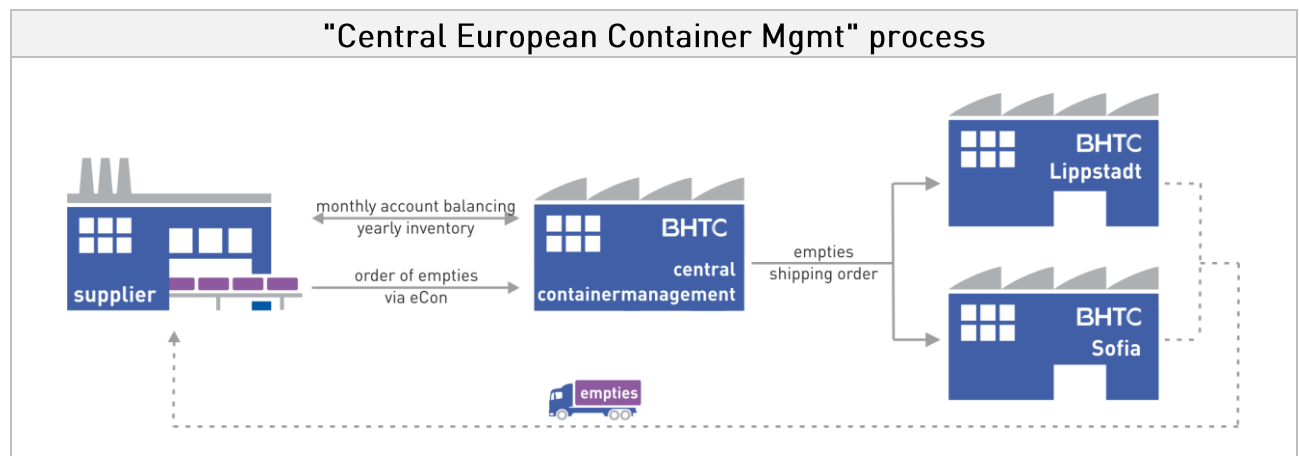 "Central European Container Mgmt" process
monthly account balancing
yearly inventory
order of empties
via eCon
supplier
BHTC
central
containermanagement
empties
shipping order
BHTC
Lippstadt
BHTC
Sofia
empties